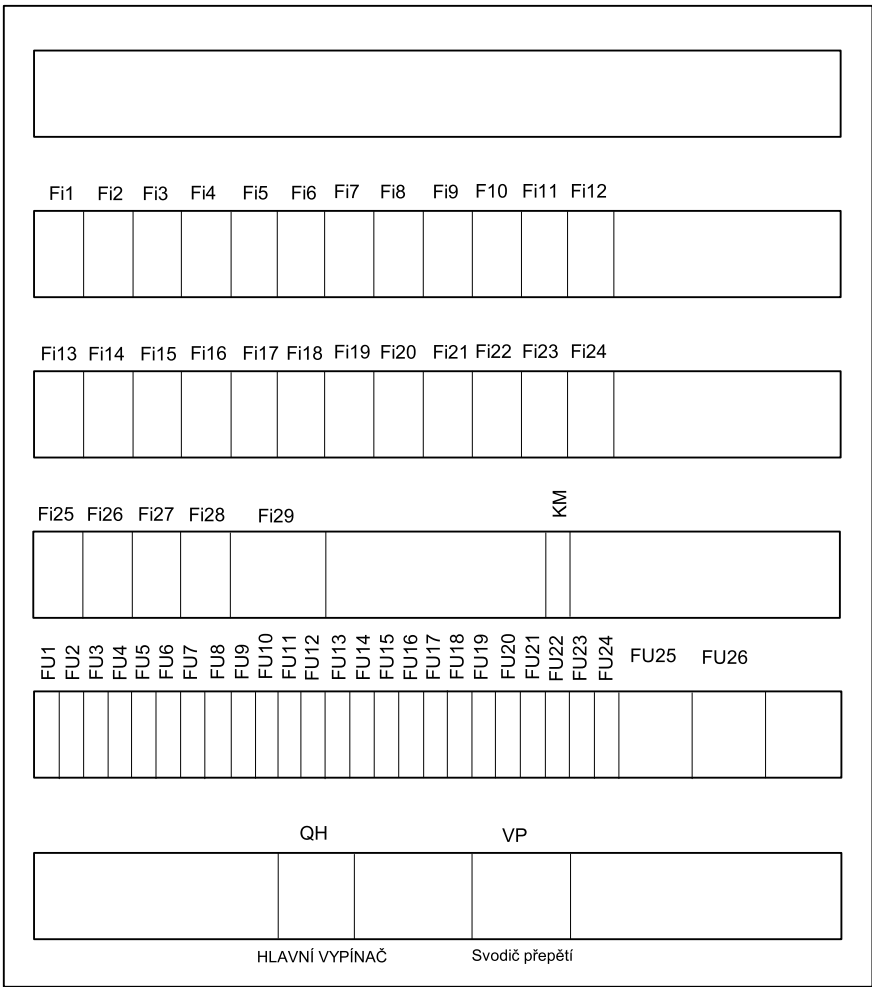 Fi1 Fi2 Fi3 Fi4 Fi5 Fi6 Fi7 Fi8 Fi9 F10 Fi11 Fi12
Fi13 Fi14 Fi15 Fi16 Fi17 Fi18 Fi19 Fi20 Fi21 Fi22 Fi23 Fi24
Fi25 Fi26 Fi27 Fi28 Fi29 KM
FU1 FU2 FU3 FU4 FU5 FU6 FU7 FU8 FU9 FU10 FU11 FU12 FU13 FU14 FU15 FU16 FU17 FU18 FU19 FU20 FU21 FU22 FU23 FU24 FU25 FU26
QH VP
HLAVNÍ VYPÍNAČ Svodič přepětí